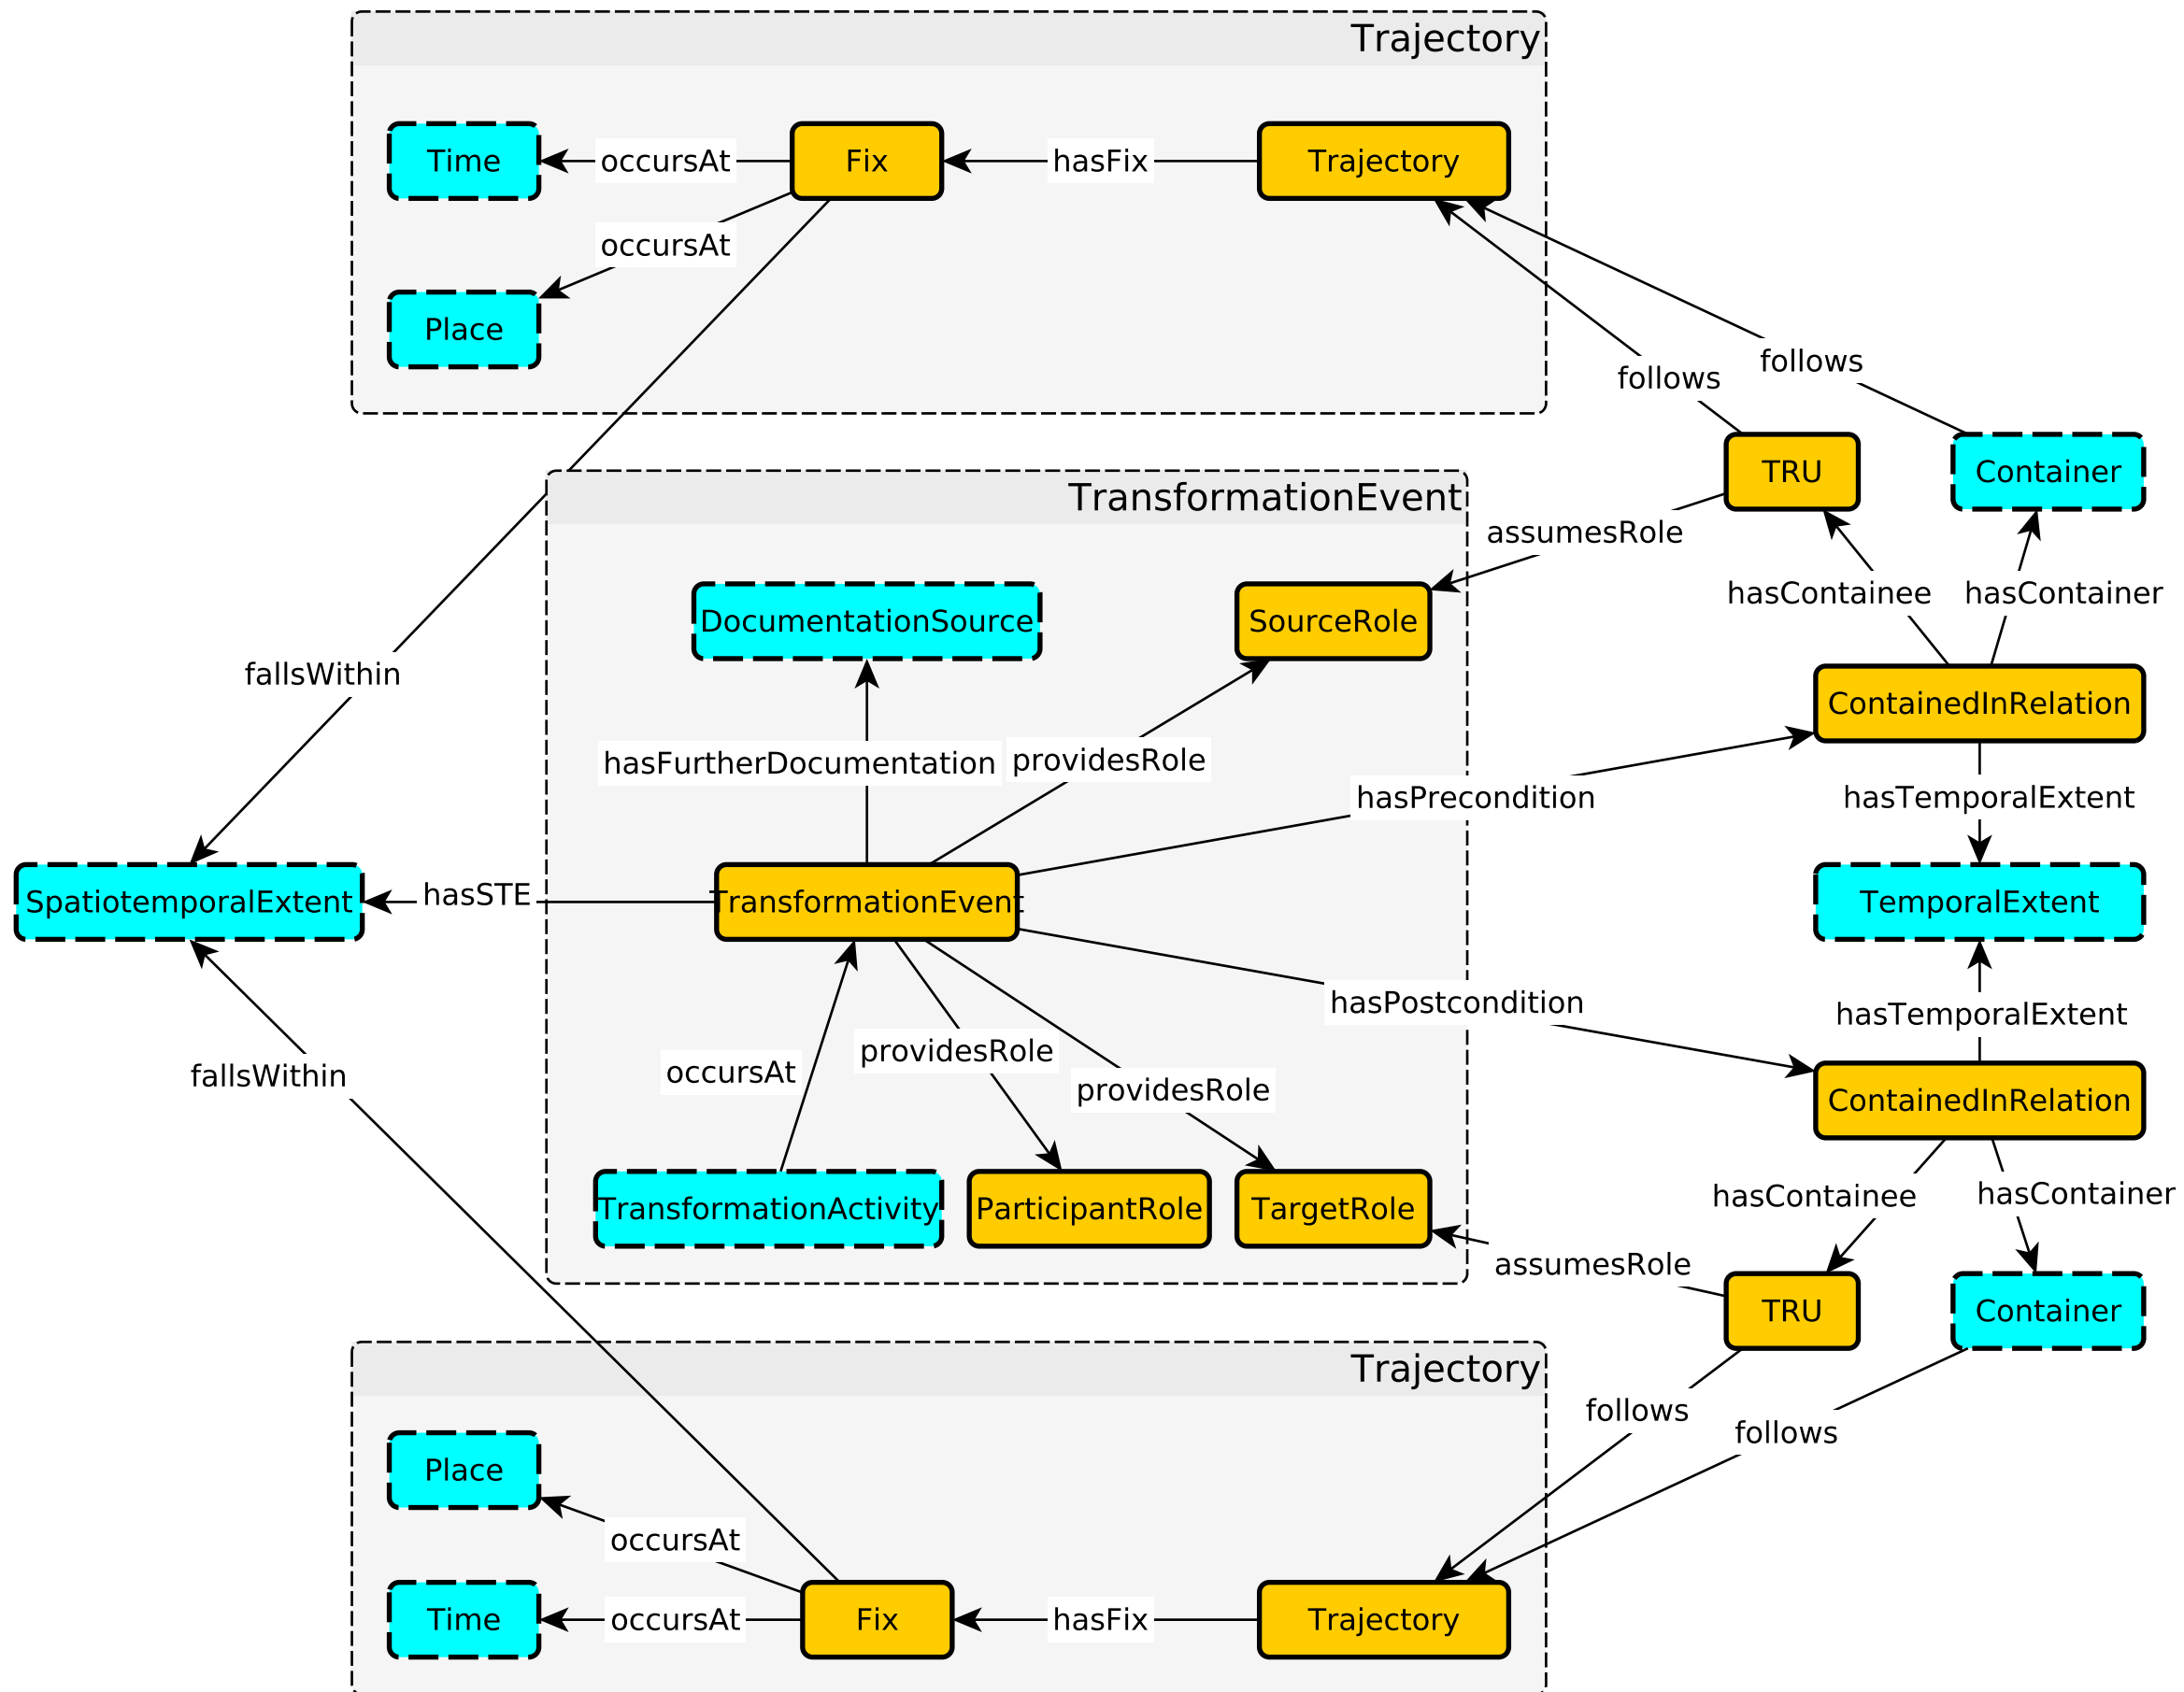 Trajectory
Time
occursAt
Fix
hasFix
Trajectory
occursAt
Place
follows
follows
TRU
Container
TransformationEvent
assumesRole
hasContainee
hasContainer
DocumentationSource
SourceRole
fallsWithin
ContainedInRelation
hasFurtherDocumentation
providesRole
hasPrecondition
hasTemporalExtent
SpatiotemporalExtent
hasSTE
TransformationEvent
TemporalExtent
hasPostcondition
hasTemporalExtent
fallsWithin
occursAt
providesRole
providesRole
ContainedInRelation
hasContainee
hasContainer
TransformationActivity
ParticipantRole
TargetRole
assumesRole
TRU
Container
Trajectory
follows
follows
Place
occursAt
Time
occursAt
Fix
hasFix
Trajectory